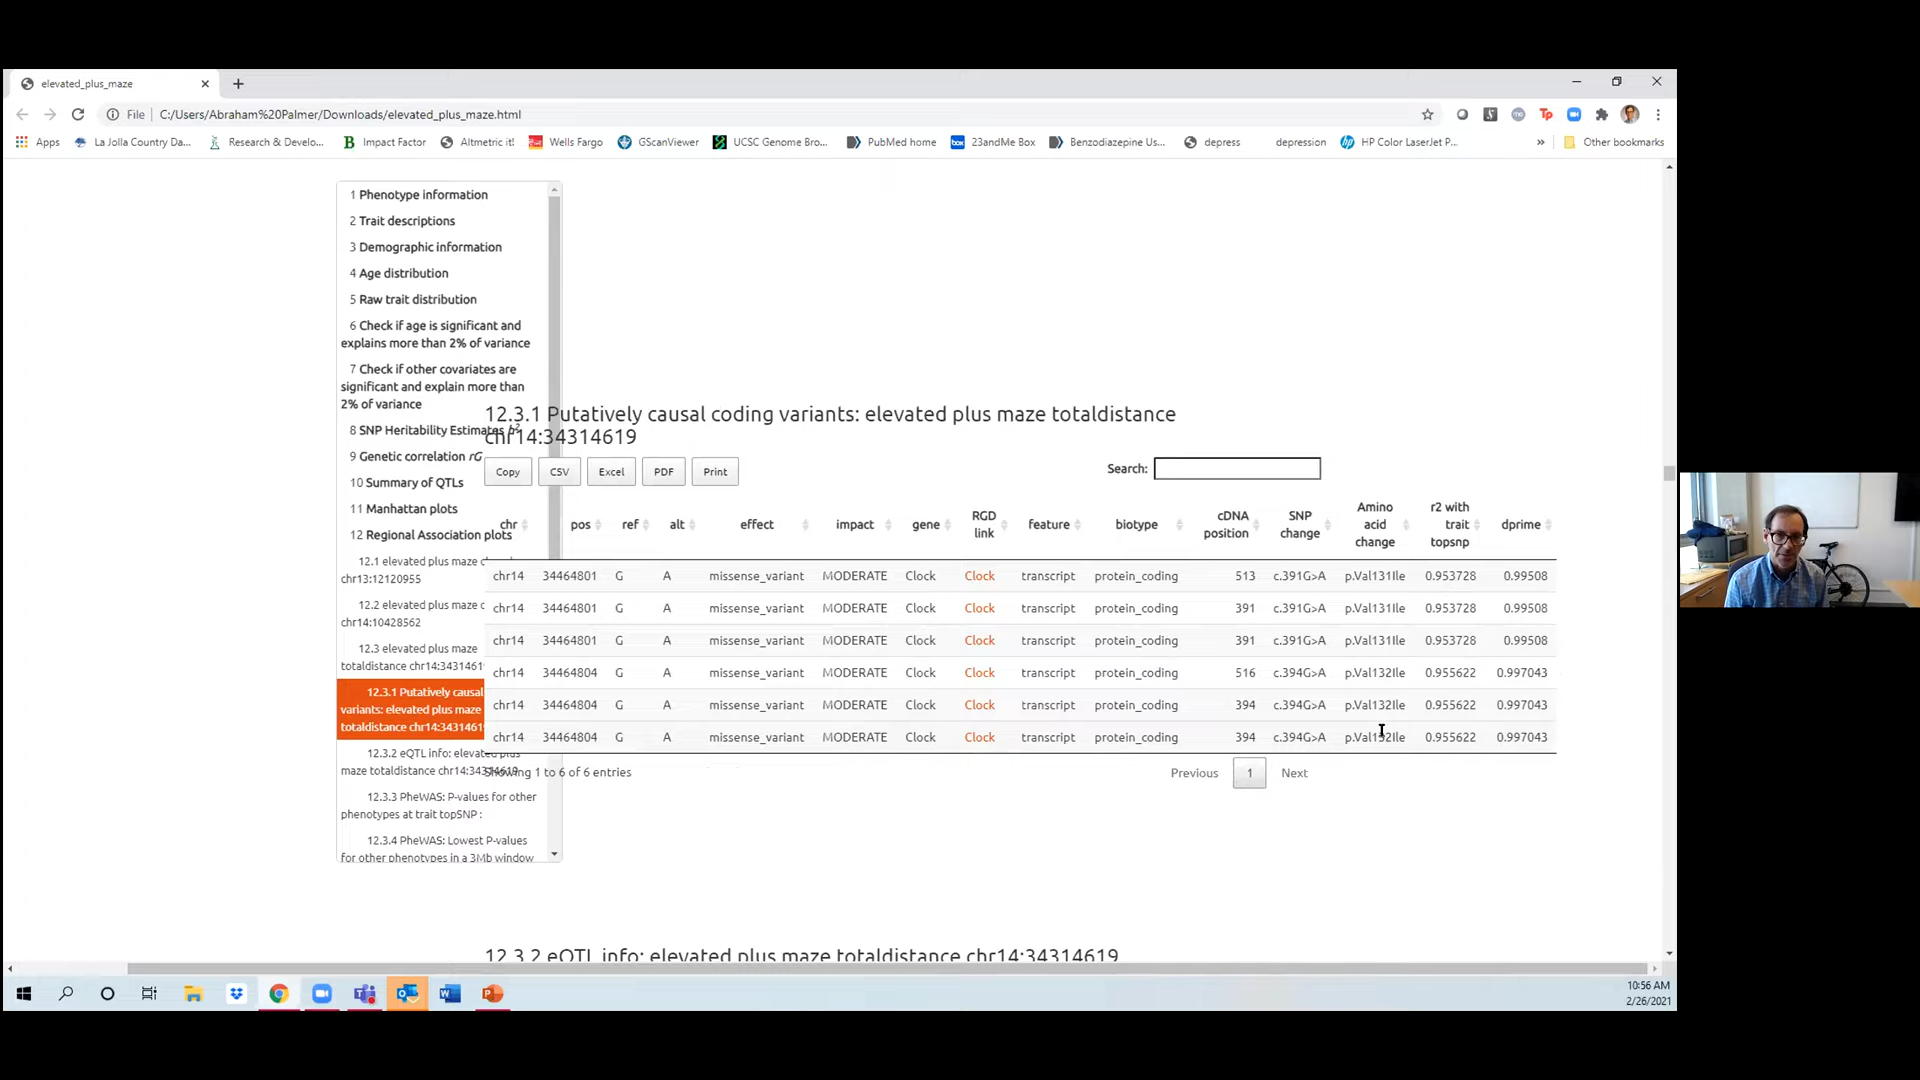 elevated_plus_maze
File C:/Users/Abraham%20Palmer/Downloads/elevated_plus_maze.html
Apps La Jolla Country Da... Research & Develo... Impact Factor Altmetric it! Wells Fargo GScanViewer UCSC Genome Bro... PubMed home 23andMe Box Benzodiazepine Us... depress depression HP Color LaserJet P... » Other bookmarks
1 Phenotype information
2 Trait descriptions
3 Demographic information
4 Age distribution
5 Raw trait distribution
6 Check if age is significant and
explains more than 2% of variance
7 Check if other covariates are
significant and explain more than
2% of variance
8 SNP Heritability Estimates h²
9 Genetic correlation rG
10 Summary of QTLs
11 Manhattan plots
12 Regional Association plots
12.1 elevated plus maze
chr13:12120955
12.2 elevated plus maze
chr14:10428562
12.3 elevated plus maze
totaldistance chr14:34314619
12.3.1 Putatively causal
variants: elevated plus maze
totaldistance chr14:3431461
12.3.2 eQTL info: elevated plus
maze totaldistance chr14:34314619
12.3.3 PheWAS: P-values for other
phenotypes at trait topSNP :
12.3.4 PheWAS: Lowest P-values
for other phenotypes in a 3Mb window
12.3.1 Putatively causal coding variants: elevated plus maze totaldistance
chr14:34314619
Copy CSV Excel PDF Print Search:
chr pos ref alt effect impact gene RGD link feature biotype cDNA position SNP change Amino acid change r2 with trait topsnp dprime
chr14 34464801 G A missense_variant MODERATE Clock Clock transcript protein_coding 513 c.391G>A p.Val131Ile 0.953728 0.99508
chr14 34464801 G A missense_variant MODERATE Clock Clock transcript protein_coding 391 c.391G>A p.Val131Ile 0.953728 0.99508
chr14 34464801 G A missense_variant MODERATE Clock Clock transcript protein_coding 391 c.391G>A p.Val131Ile 0.953728 0.99508
chr14 34464804 G A missense_variant MODERATE Clock Clock transcript protein_coding 516 c.394G>A p.Val132Ile 0.955622 0.997043
chr14 34464804 G A missense_variant MODERATE Clock Clock transcript protein_coding 394 c.394G>A p.Val132Ile 0.955622 0.997043
chr14 34464804 G A missense_variant MODERATE Clock Clock transcript protein_coding 394 c.394G>A p.Val132Ile 0.955622 0.997043
Showing 1 to 6 of 6 entries
Previous 1 Next
12.3.2 eQTL info: elevated plus maze totaldistance chr14:34314619
10:56 AM
2/26/2021